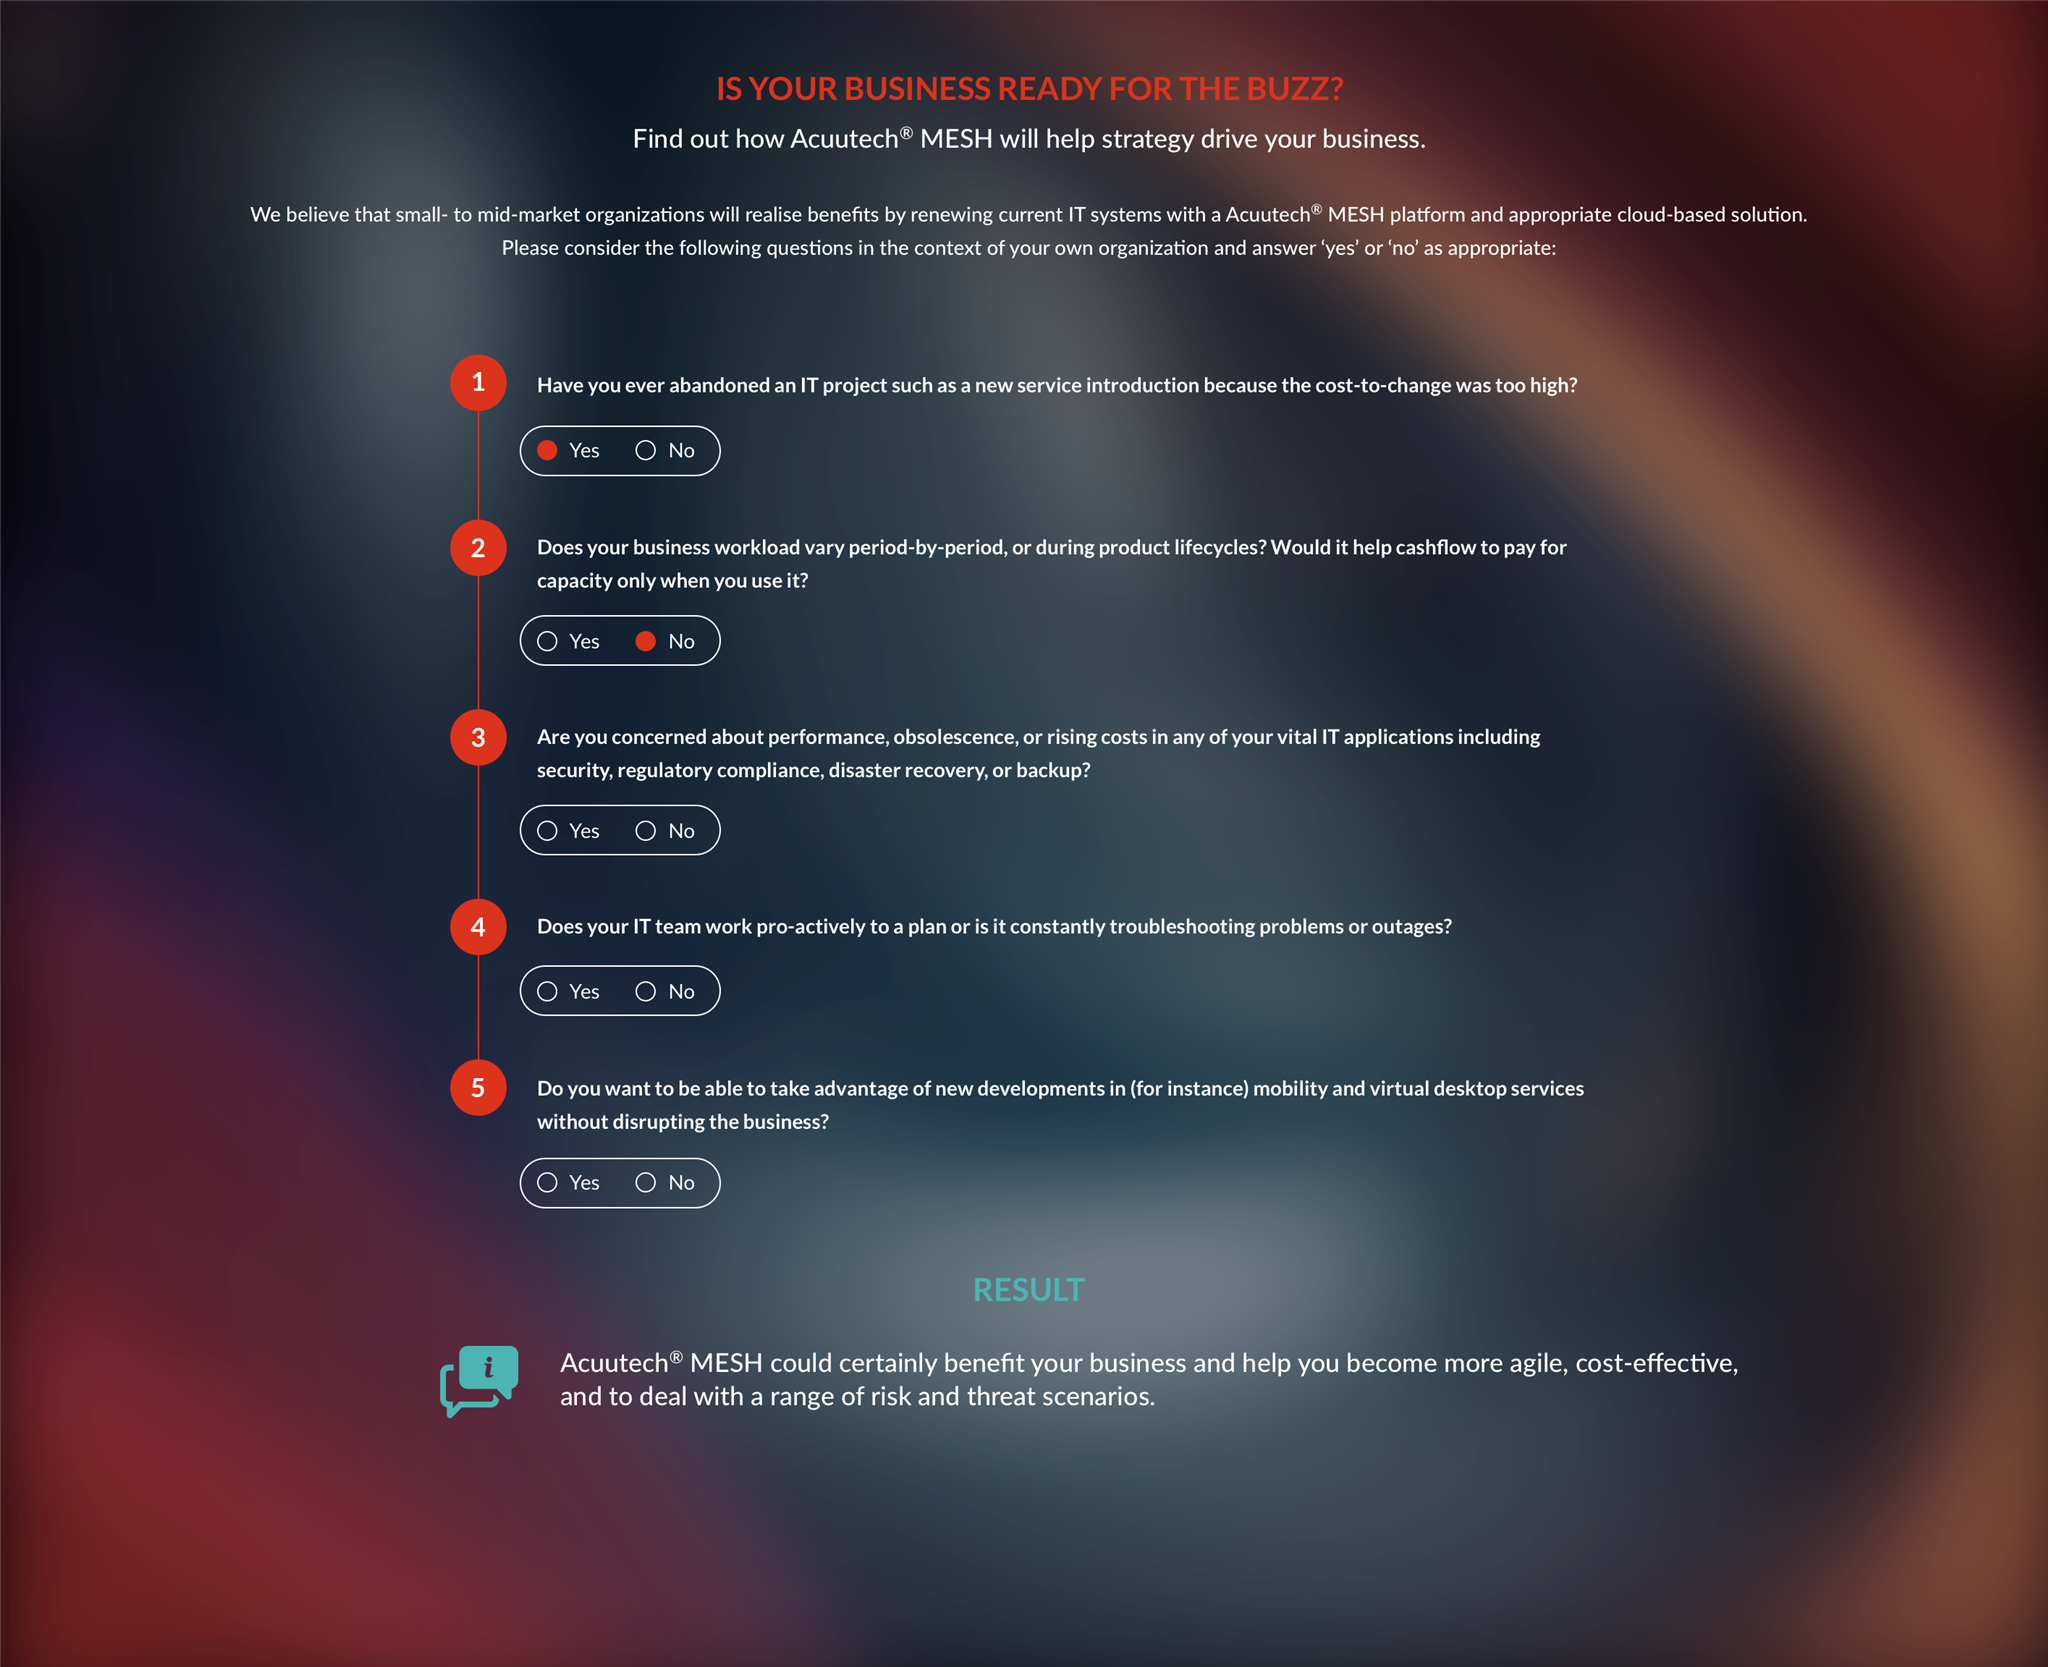 IS YOUR BUSINESS READY FOR THE BUZZ?
Find out how Acuutech® MESH will help strategy drive your business.
We believe that small- to mid-market organizations will realise benefits by renewing current IT systems with a Acuutech® MESH platform and appropriate cloud-based solution.
Please consider the following questions in the context of your own organization and answer ‘yes’ or ‘no’ as appropriate:
1 Have you ever abandoned an IT project such as a new service introduction because the cost-to-change was too high?
Yes No
2 Does your business workload vary period-by-period, or during product lifecycles? Would it help cashflow to pay for
capacity only when you use it?
Yes No
3 Are you concerned about performance, obsolescence, or rising costs in any of your vital IT applications including
security, regulatory compliance, disaster recovery, or backup?
Yes No
4 Does your IT team work pro-actively to a plan or is it constantly troubleshooting problems or outages?
Yes No
5 Do you want to be able to take advantage of new developments in (for instance) mobility and virtual desktop services
without disrupting the business?
Yes No
RESULT
i Acuutech® MESH could certainly benefit your business and help you become more agile, cost-effective,
and to deal with a range of risk and threat scenarios.